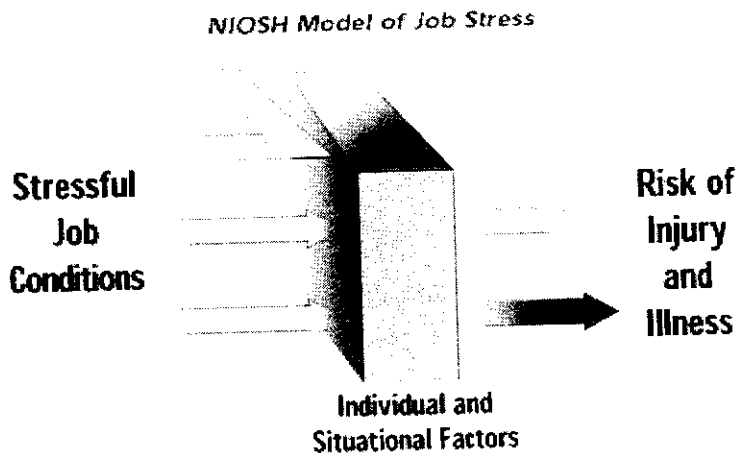 NIOSH Model of Job Stress
Stressful
Job
Conditions
Risk of
Injury
and
Illness
Individual and
Situational Factors